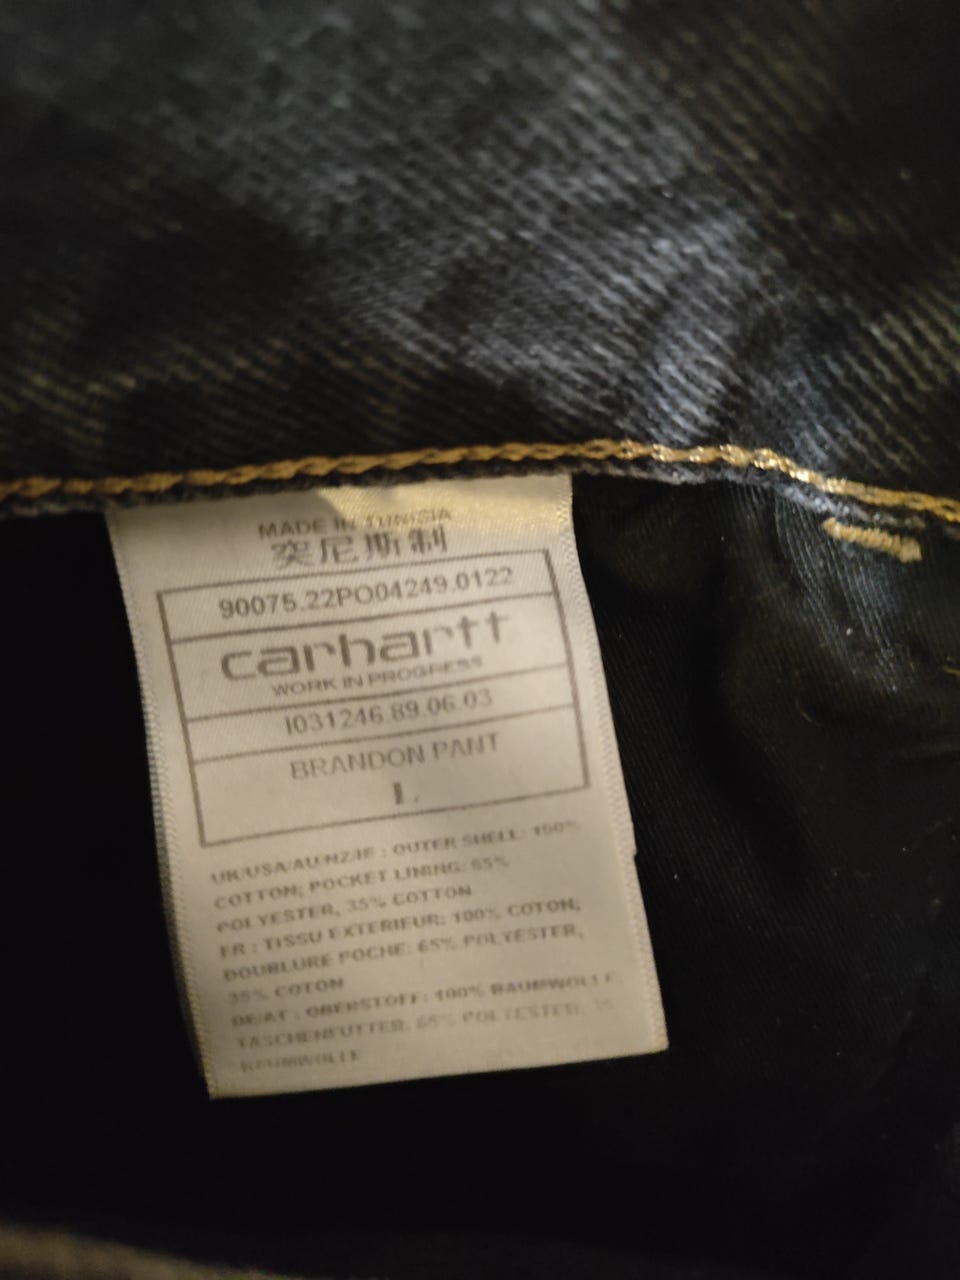 MADE IN TUNISIA
突尼斯制
90075.22PO04249.0122
carhartt
WORK IN PROGRESS
I031246.89.06.03
BRANDON PANT
L
UK/USA/AU/NZ/IE : OUTER SHELL: 100%
COTTON; POCKET LINING: 65%
POLYESTER, 35% COTTON
FR : TISSU EXTERIEUR: 100% COTON;
DOUBLURE POCHE: 65% POLYESTER,
35% COTON
DE/AT : OBERSTOFF: 100% BAUMWOLLE;
TASCHENFUTTER: 65% POLYESTER, 35
BAUMWOLLE